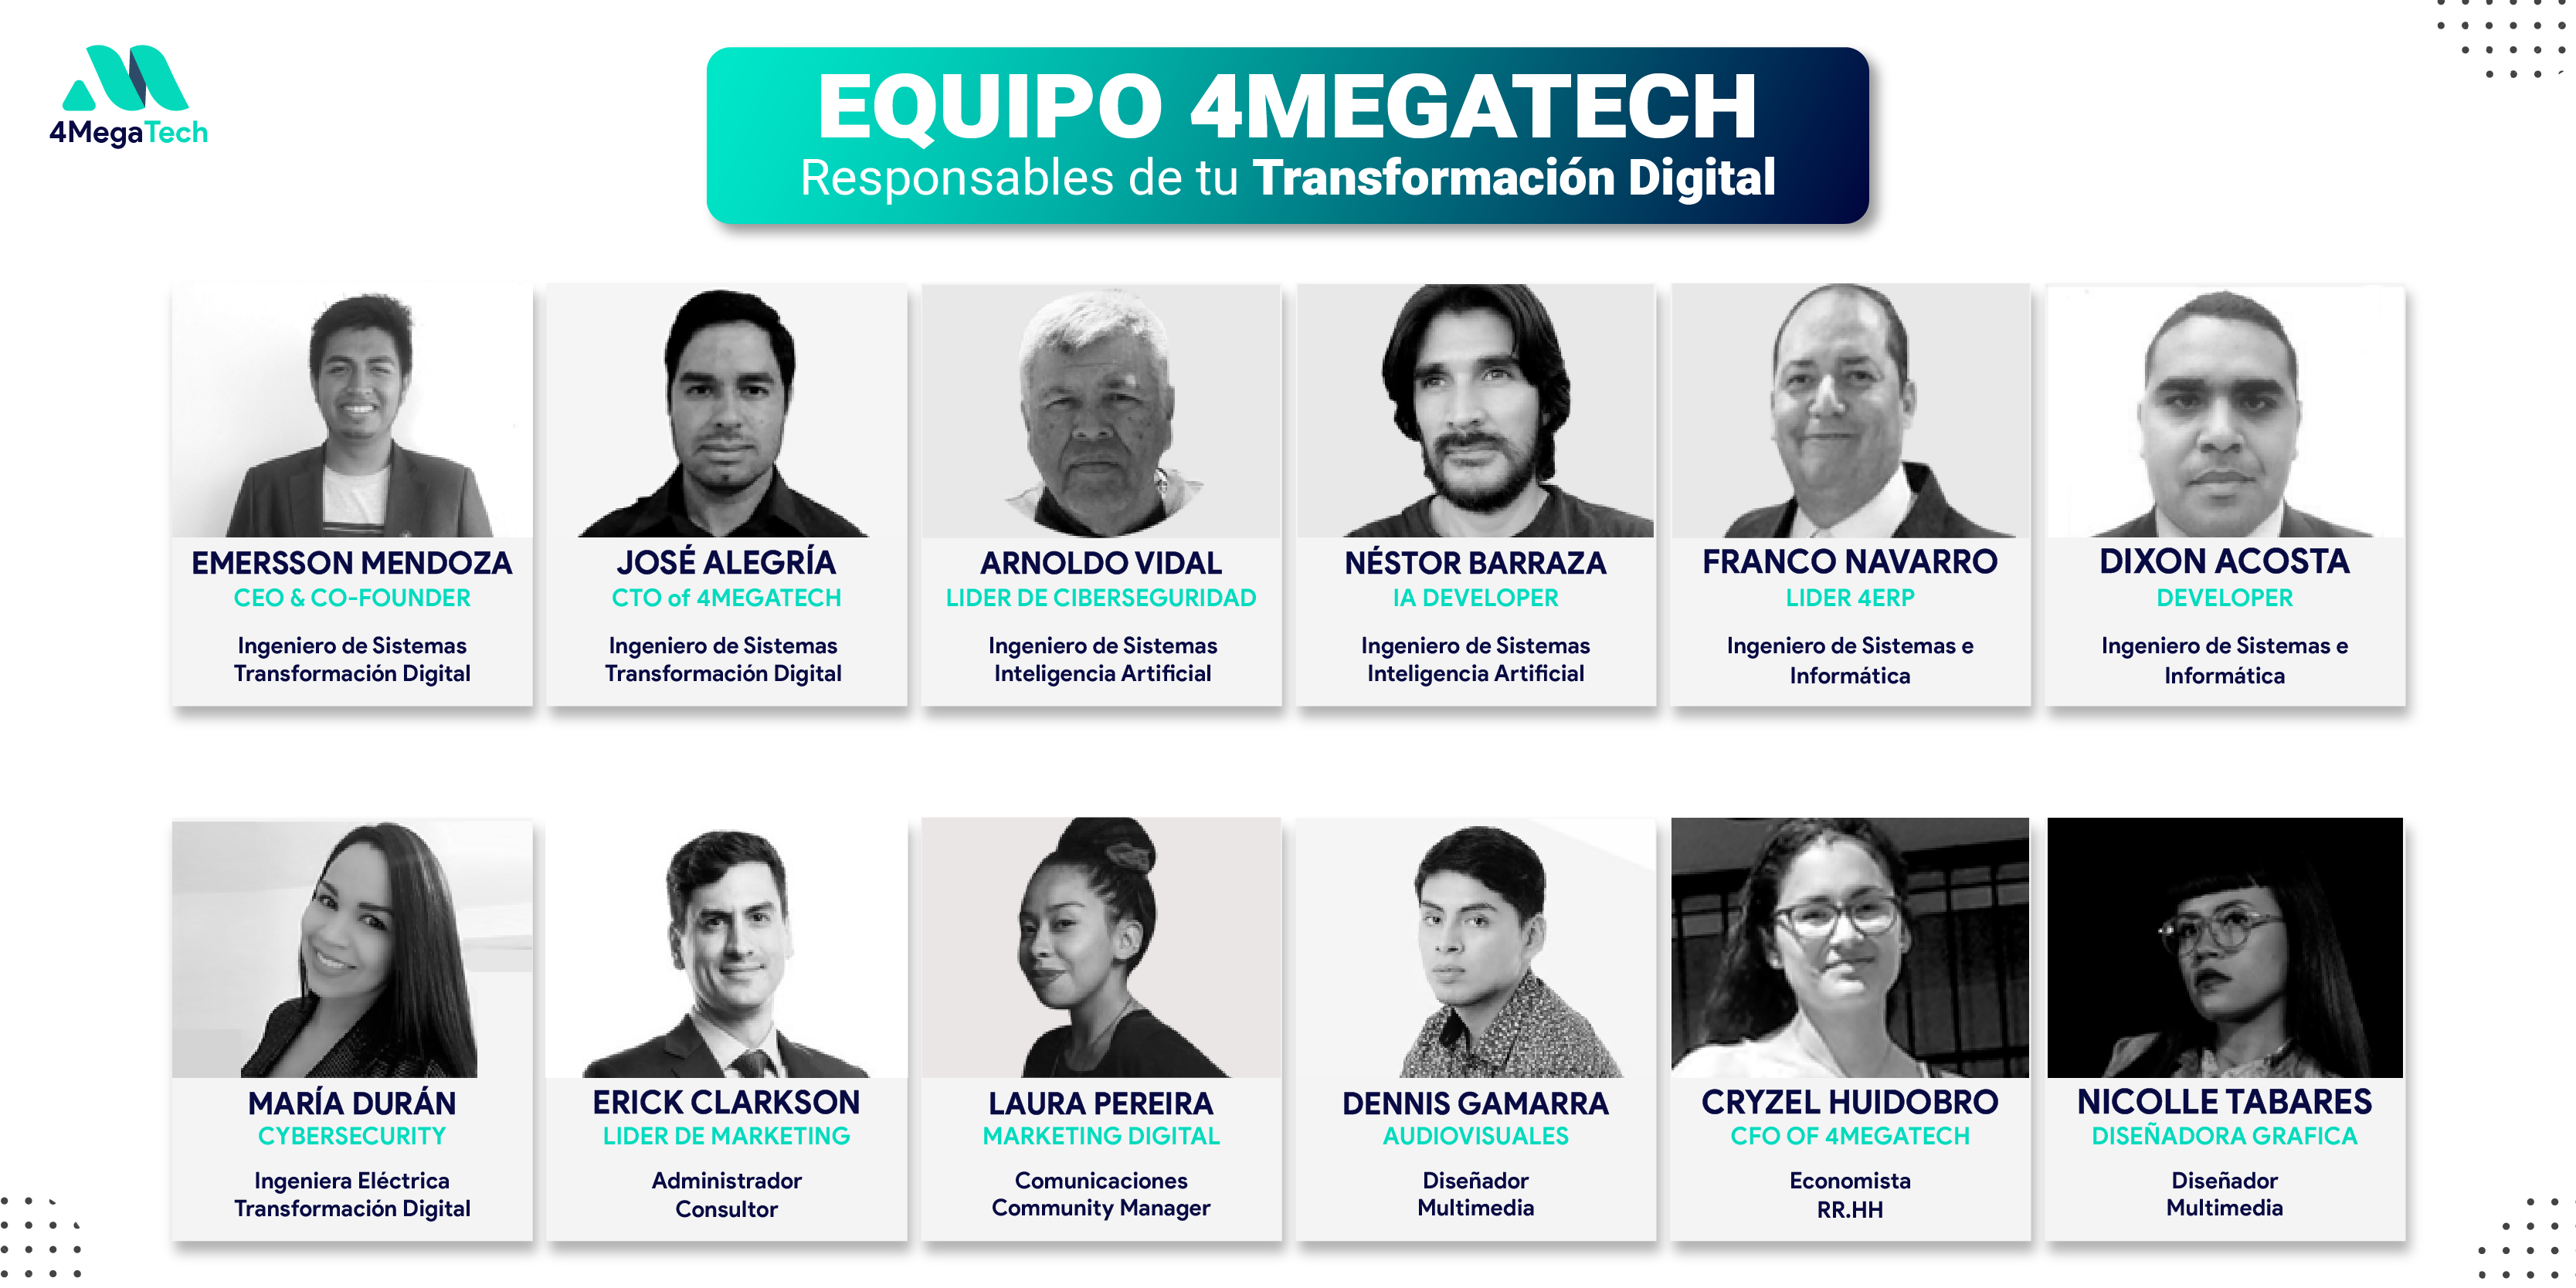 4MegaTech
EQUIPO 4MEGATECH
Responsables de tu Transformación Digital
EMERSSON MENDOZA
CEO & CO-FOUNDER
Ingeniero de Sistemas
Transformación Digital
JOSÉ ALEGRÍA
CTO of 4MEGATECH
Ingeniero de Sistemas
Transformación Digital
ARNOLDO VIDAL
LIDER DE CIBERSEGURIDAD
Ingeniero de Sistemas
Inteligencia Artificial
NÉSTOR BARRAZA
IA DEVELOPER
Ingeniero de Sistemas
Inteligencia Artificial
FRANCO NAVARRO
LIDER 4ERP
Ingeniero de Sistemas e
Informática
DIXON ACOSTA
DEVELOPER
Ingeniero de Sistemas e
Informática
MARÍA DURÁN
CYBERSECURITY
Ingeniera Eléctrica
Transformación Digital
ERICK CLARKSON
LIDER DE MARKETING
Administrador
Consultor
LAURA PEREIRA
MARKETING DIGITAL
Comunicaciones
Community Manager
DENNIS GAMARRA
AUDIOVISUALES
Diseñador
Multimedia
CRYZEL HUIDOBRO
CFO OF 4MEGATECH
Economista
RR.HH
NICOLLE TABARES
DISEÑADORA GRAFICA
Diseñador
Multimedia